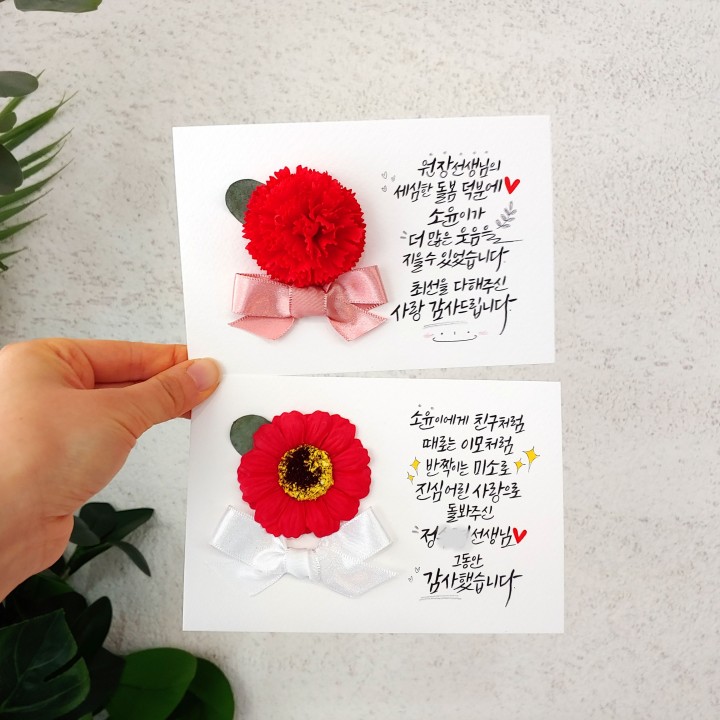 원장선생님의
세심한 돌봄 덕분에
소윤이가
더 많은 웃음을
지을 수 있었습니다
최선을 다해주신
사랑 감사드립니다
소윤이에게 친구처럼
때로는 이모처럼
반짝이는 미소로
진심어린 사랑으로
돌봐주신
정 선생님
그동안
감사했습니다